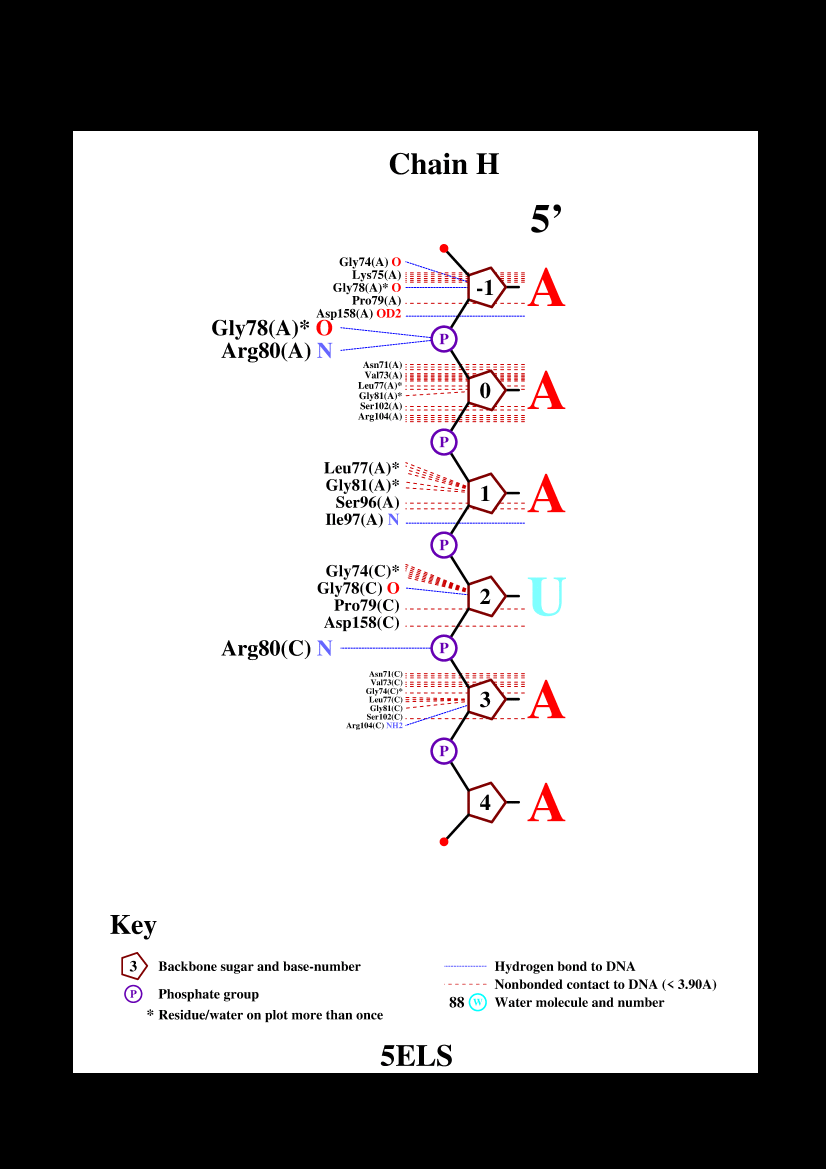 Chain H
5’
Gly74(A) O
Lys75(A)
Gly78(A)* O
Pro79(A)
Asp158(A) OD2
-1 A
Gly78(A)* O
Arg80(A) N
P
Asn71(A)
Val73(A)
Leu77(A)*
Gly81(A)*
Ser102(A)
Arg104(A)
0 A
P
Leu77(A)*
Gly81(A)*
Ser96(A)
Ile97(A) N
1 A
P
Gly74(C)*
Gly78(C) O
Pro79(C)
Asp158(C)
2 U
Arg80(C) N
P
Asn71(C)
Val73(C)
Gly74(C)*
Leu77(C)
Gly81(C)
Ser102(C)
Arg104(C) NH2
3 A
P
4 A
Key
3 Backbone sugar and base-number
P Phosphate group
* Residue/water on plot more than once
Hydrogen bond to DNA
Nonbonded contact to DNA (< 3.90A)
88 W Water molecule and number
5ELS